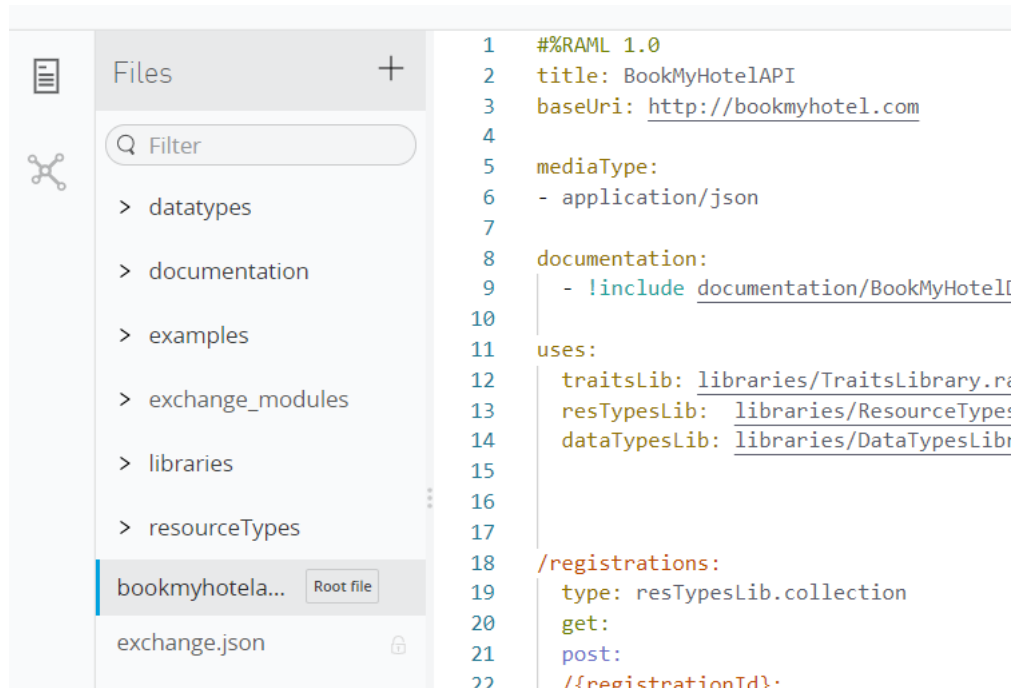 Files
Filter
datatypes
documentation
examples
exchange_modules
libraries
resourceTypes
bookmyhotela... Root file
exchange.json
1 #%RAML 1.0
2 title: BookMyHotelAPI
3 baseUri: http://bookmyhotel.com
4
5 mediaType:
6 - application/json
7
8 documentation:
9 - !include documentation/BookMyHotelD
10
11 uses:
12 traitsLib: libraries/TraitsLibrary.ra
13 resTypesLib: libraries/ResourceTypes
14 dataTypesLib: libraries/DataTypesLibr
15
16
17
18 /registrations:
19 type: resTypesLib.collection
20 get:
21 post:
22 /{registrationId}: